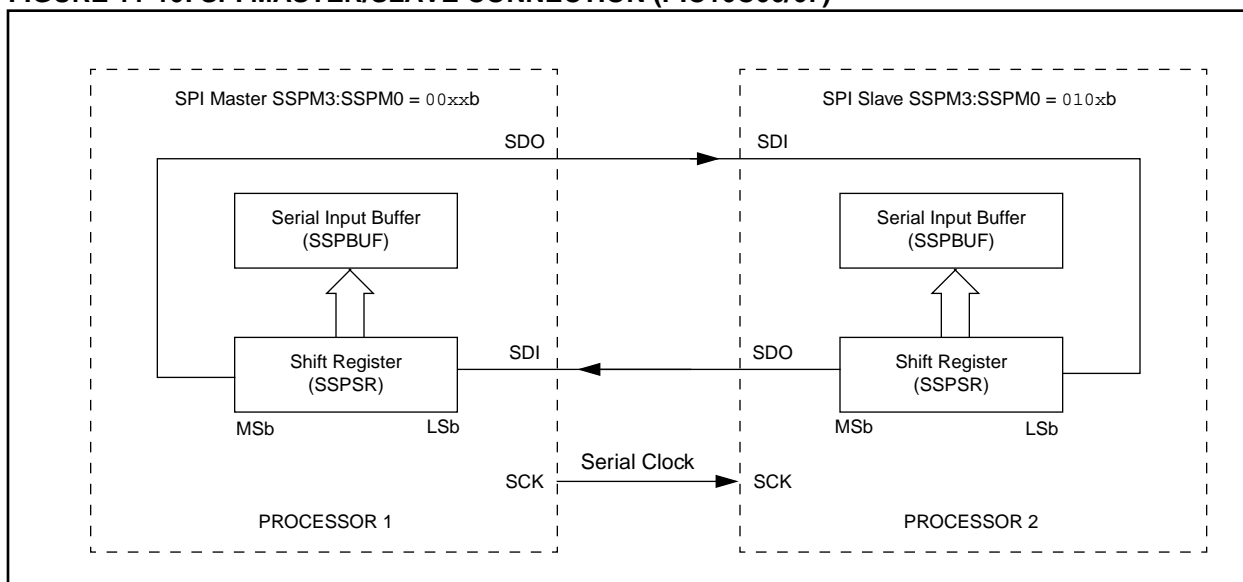 SPI Master SSPM3:SSPM0 = 00xxb
SPI Slave SSPM3:SSPM0 = 010xb
SDO
SDI
Serial Input Buffer
(SSPBUF)
Serial Input Buffer
(SSPBUF)
Shift Register
(SSPSR)
SDI
SDO
Shift Register
(SSPSR)
MSb
LSb
MSb
LSb
Serial Clock
SCK
SCK
PROCESSOR 1
PROCESSOR 2